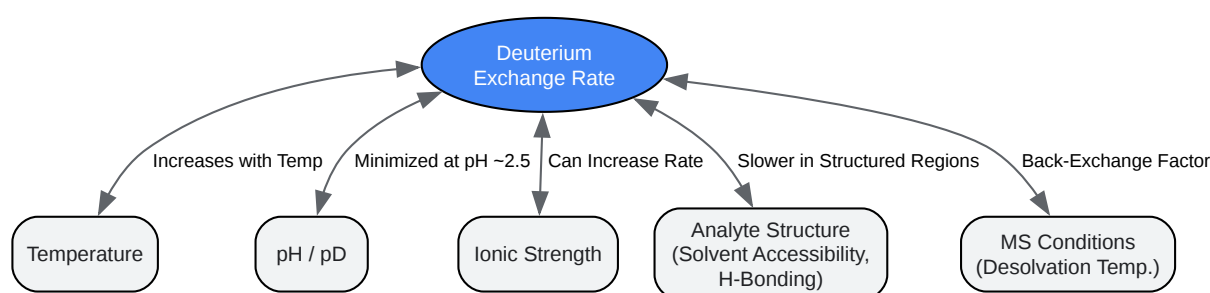 Deuterium
Exchange Rate
Increases with Temp
Minimized at pH ~2.5
Can Increase Rate
Slower in Structured Regions
Back-Exchange Factor
Temperature
pH / pD
Ionic Strength
Analyte Structure
(Solvent Accessibility,
H-Bonding)
MS Conditions
(Desolvation Temp.)